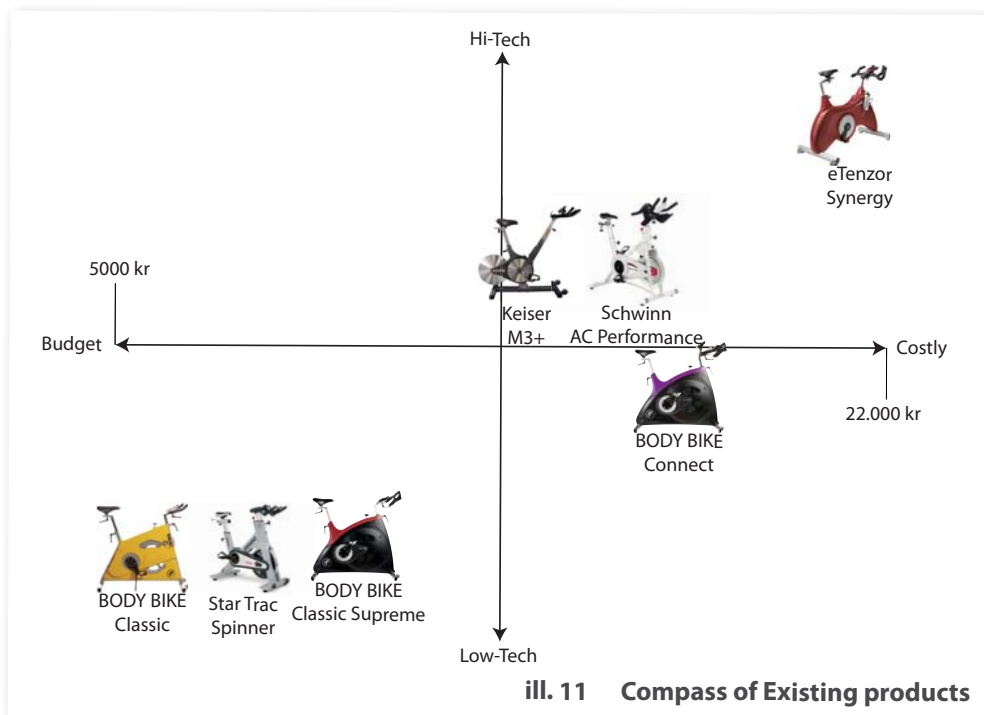 Hi-Tech
eTenzor
Synergy
5000 kr
Keiser
M3+
Schwinn
AC Performance
Budget
Costly
22.000 kr
BODY BIKE
Connect
BODY BIKE
Classic
Star Trac
Spinner
BODY BIKE
Classic Supreme
Low-Tech
ill. 11 Compass of Existing products